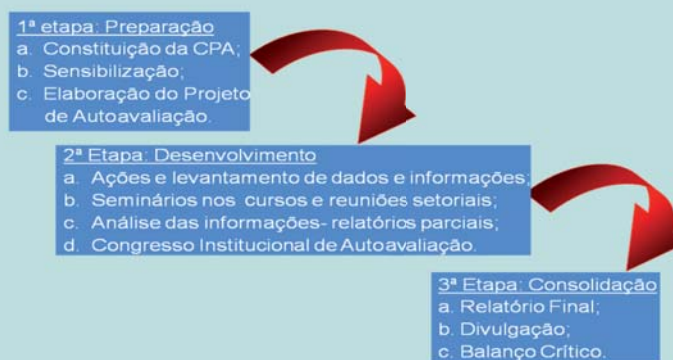 1ª etapa: Preparação
a. Constituição da CPA;
b. Sensibilização;
c. Elaboração do Projeto
de Autoavaliação.
2ª Etapa: Desenvolvimento
a. Ações e levantamento de dados e informações;
b. Seminários nos cursos e reuniões setoriais;
c. Análise das informações- relatórios parciais;
d. Congresso Institucional de Autoavaliação.
3ª Etapa: Consolidação
a. Relatório Final;
b. Divulgação;
c. Balanço Crítico.